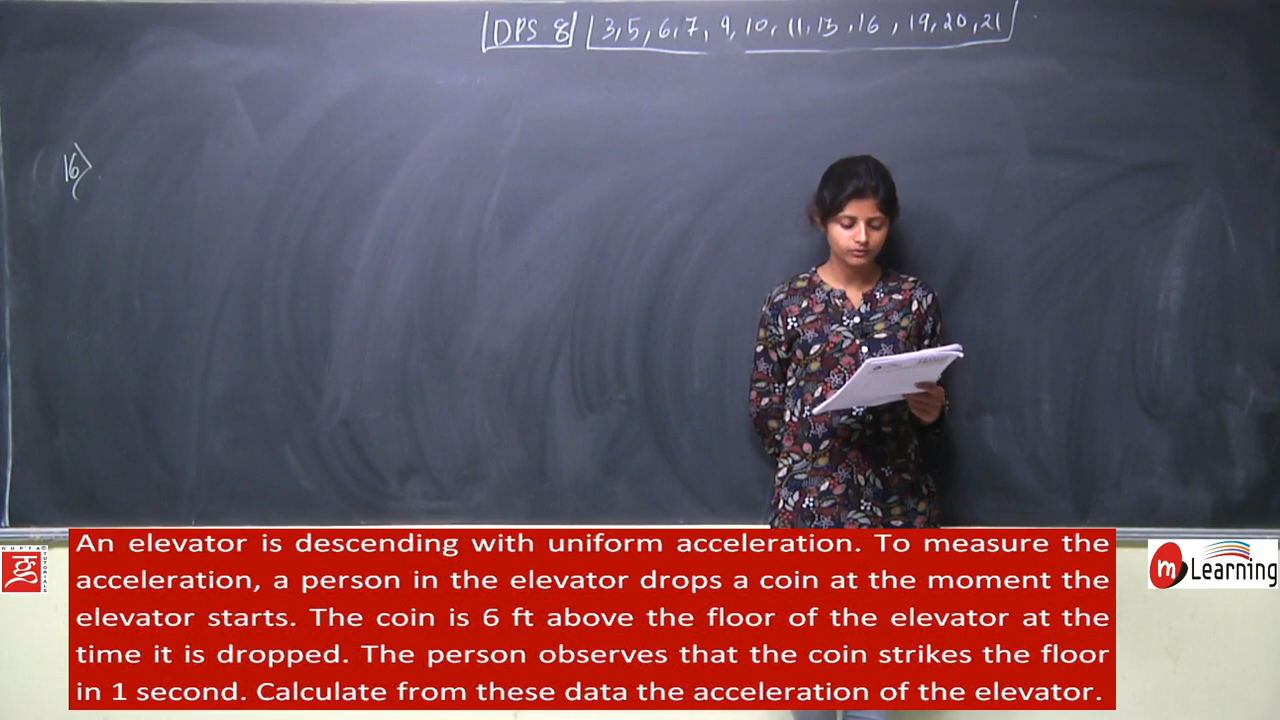 DPS 8 3, 5, 6, 7, 9, 10, 11, 13, 16, 19, 20, 21
16)
An elevator is descending with uniform acceleration. To measure the
acceleration, a person in the elevator drops a coin at the moment the
elevator starts. The coin is 6 ft above the floor of the elevator at the
time it is dropped. The person observes that the coin strikes the floor
in 1 second. Calculate from these data the acceleration of the elevator.
GUPTA
TUTORIALS
g
m Learning